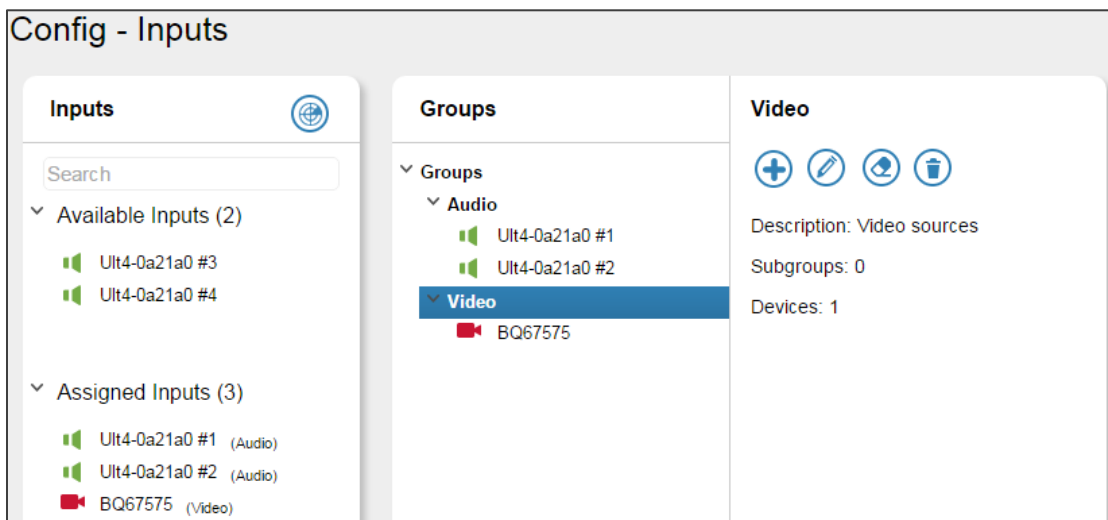 Config - Inputs
Inputs
Search
Available Inputs (2)
Ult4-0a21a0 #3
Ult4-0a21a0 #4
Assigned Inputs (3)
Ult4-0a21a0 #1 (Audio)
Ult4-0a21a0 #2 (Audio)
BQ67575 (Video)
Groups
Groups
Audio
Ult4-0a21a0 #1
Ult4-0a21a0 #2
Video
BQ67575
Video
Description: Video sources
Subgroups: 0
Devices: 1